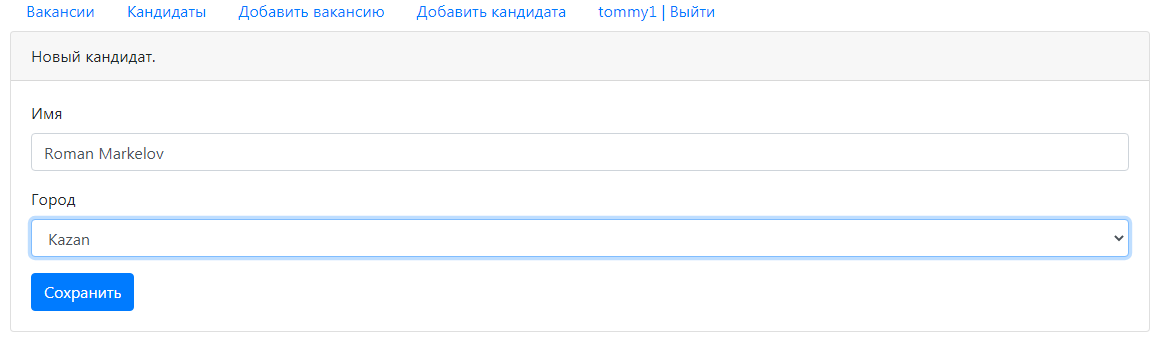 Вакансии Кандидаты Добавить вакансию Добавить кандидата tommy1 | Выйти
Новый кандидат.
Имя
Roman Markelov
Город
Kazan
Сохранить